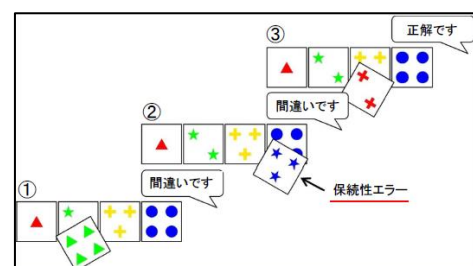 ③
正解です
②
間違いです
①
間違いです
保続性エラー